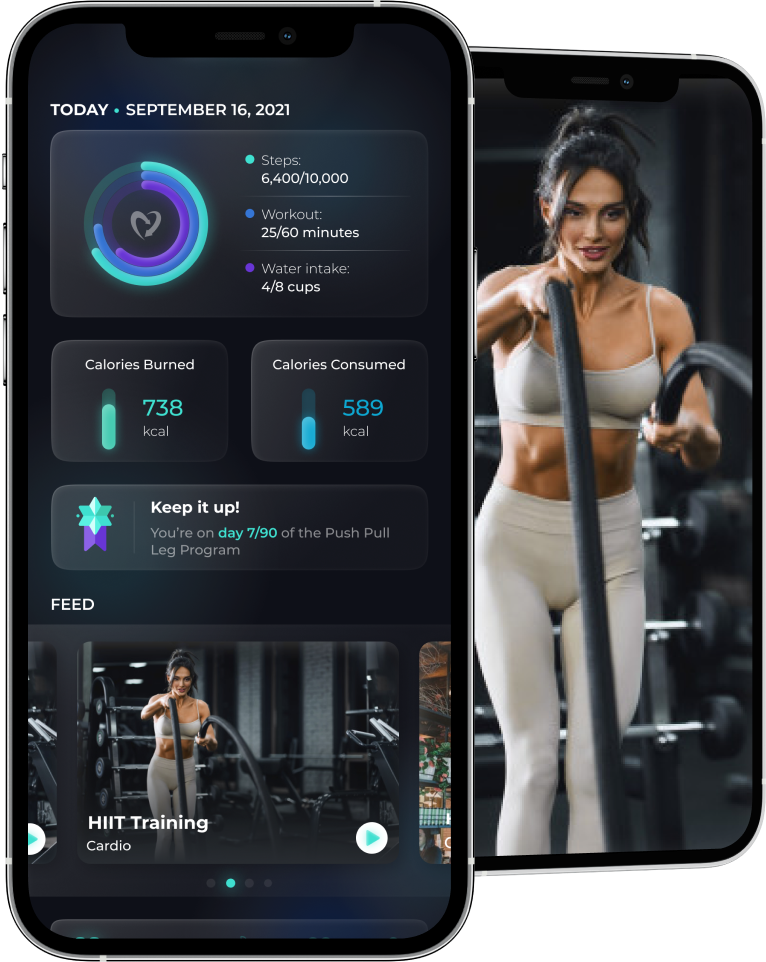 TODAY • SEPTEMBER 16, 2021
Steps:
6,400/10,000
Workout:
25/60 minutes
Water intake:
4/8 cups
Calories Burned
738
kcal
Calories Consumed
589
kcal
Keep it up!
You're on day 7/90 of the Push Pull
Leg Program
FEED
HIIT Training
Cardio